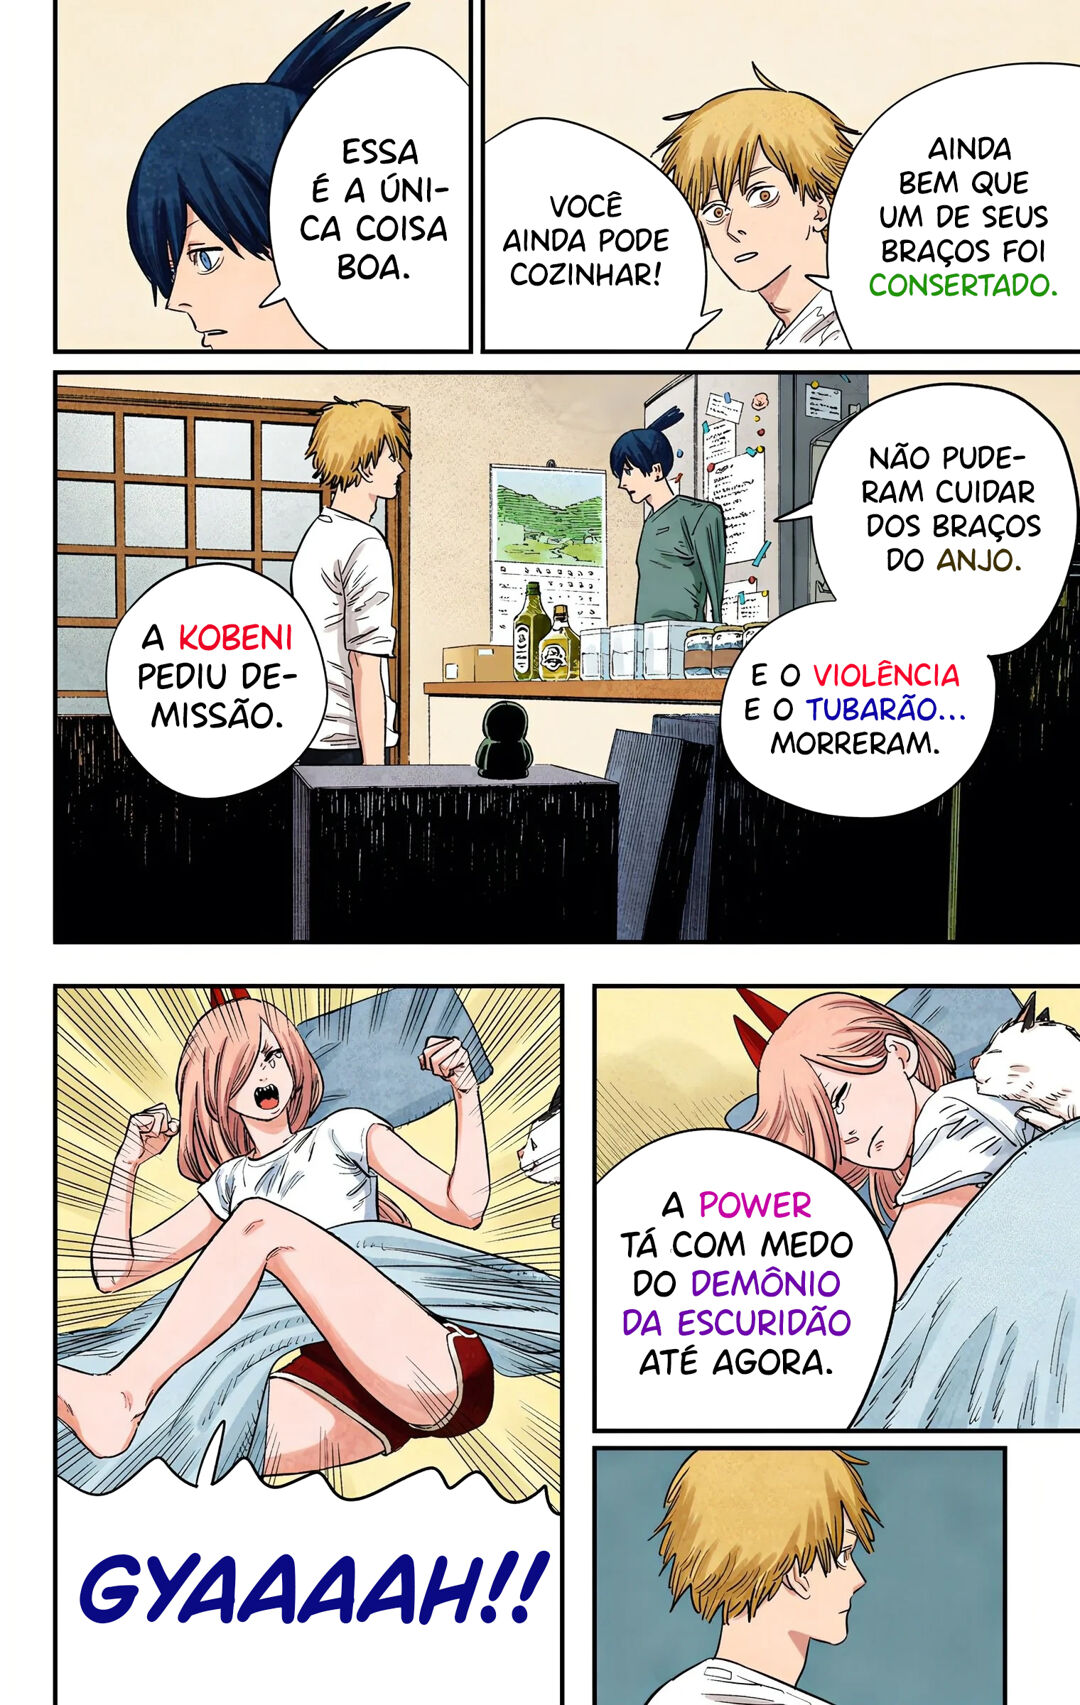 AINDA
BEM QUE
UM DE SEUS
BRAÇOS FOI
CONSERTADO.
VOCÊ
AINDA PODE
COZINHAR!
ESSA
É A ÚNI-
CA COISA
BOA.
NÃO PUDE-
RAM CUIDAR
DOS BRAÇOS
DO ANJO.
E O VIOLÊNCIA
E O TUBARÃO...
MORRERAM.
A KOBENI
PEDIU DE-
MISSÃO.
A POWER
TÁ COM MEDO
DO DEMÔNIO
DA ESCURIDÃO
ATÉ AGORA.
GYAAAAH!!